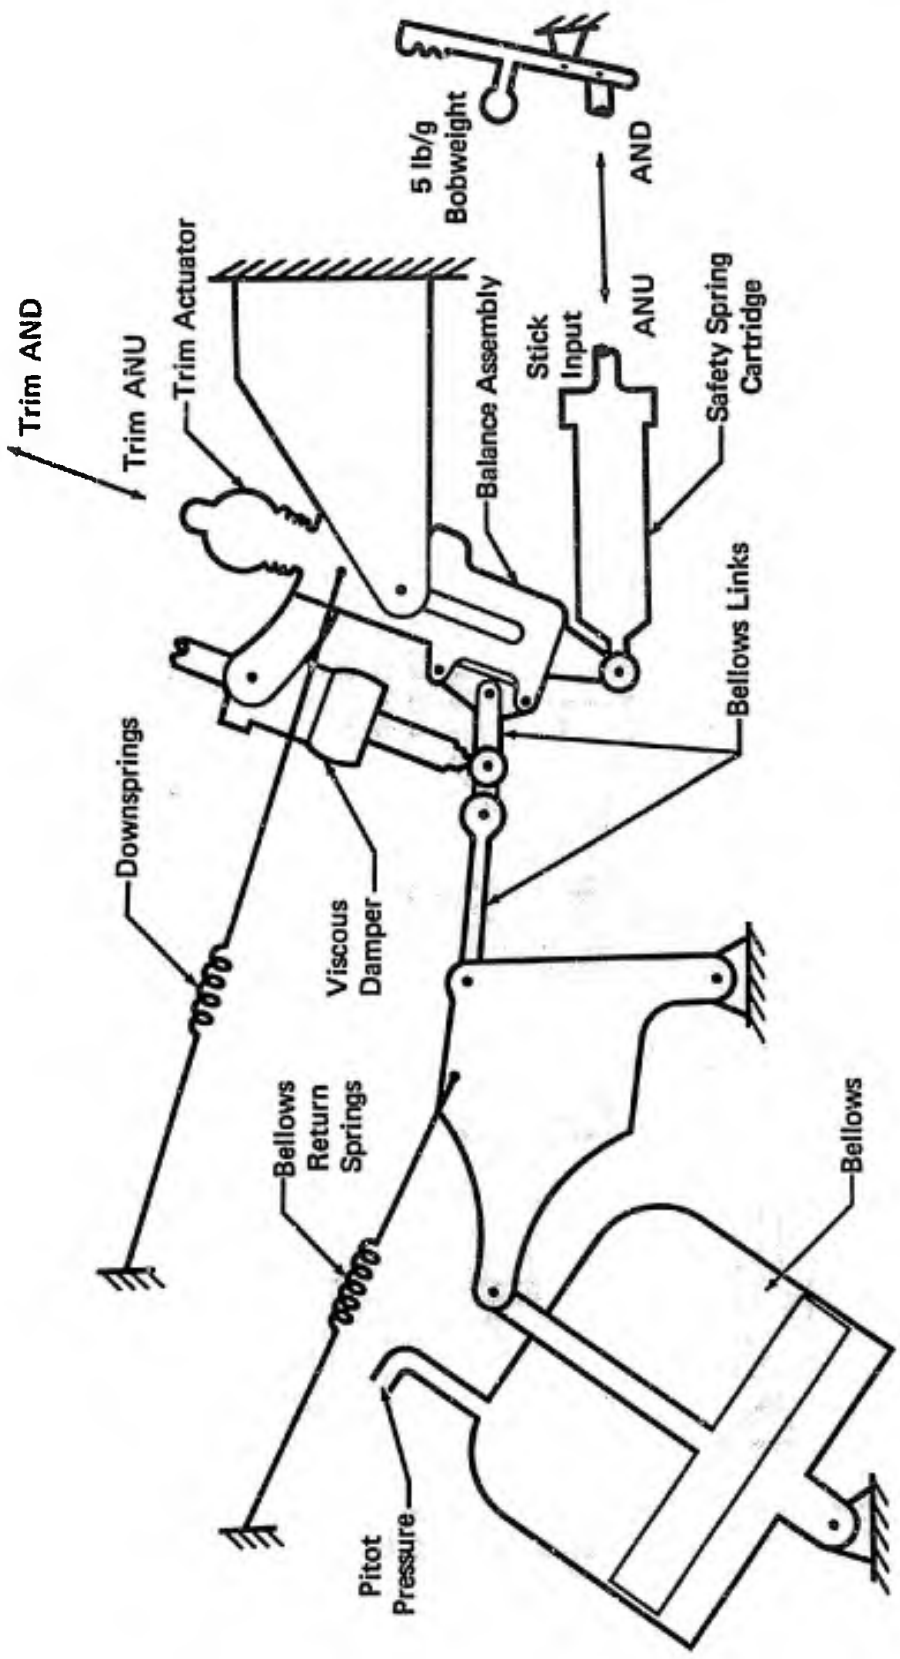 Trim AND
Trim ANU
Trim Actuator
Downsprings
5 lb/g
Bobweight
Viscous
Damper
Balance Assembly
Stick
Input
ANU
AND
Safety Spring
Cartridge
Bellows Links
Bellows
Return
Springs
Pitot
Pressure
Bellows